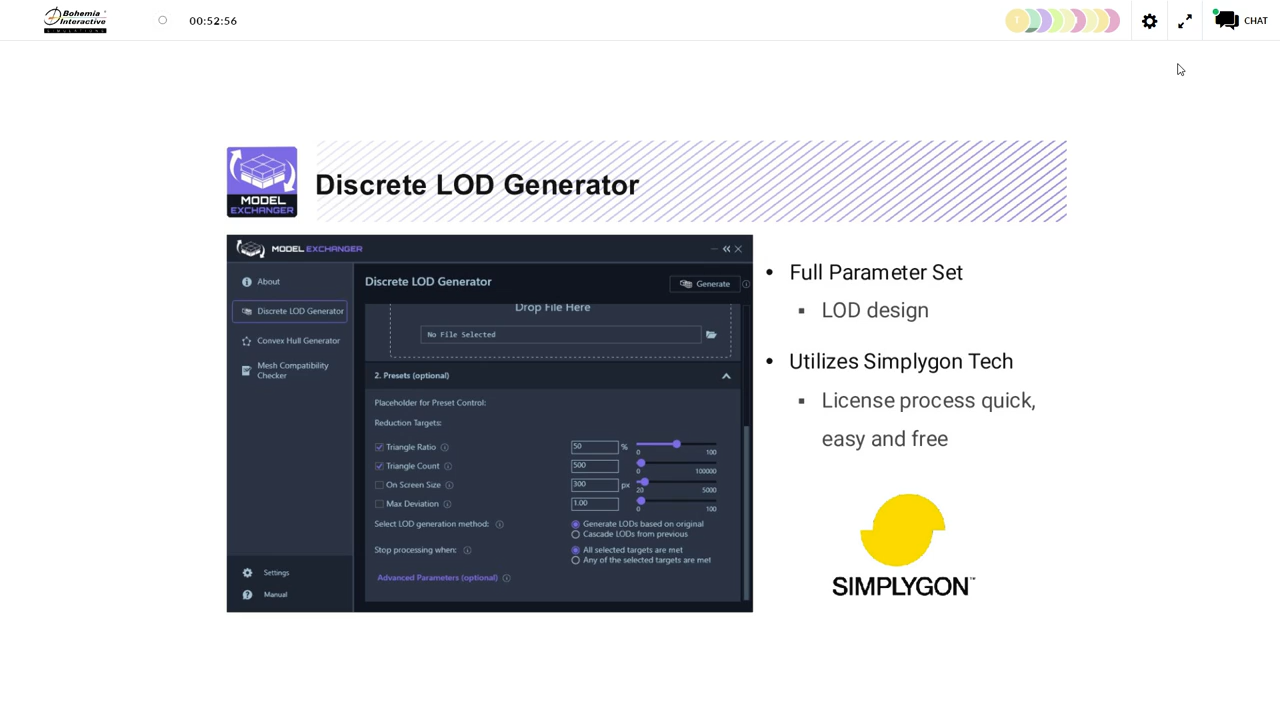 Bohemia
Interactive
SIMULATIONS
00:52:56
T
CHAT
MODEL
EXCHANGER
Discrete LOD Generator
MODEL EXCHANGER
About
Discrete LOD Generator
Convex Hull Generator
Mesh Compatibility
Checker
Settings
Manual
Discrete LOD Generator
Generate
Drop File Here
No File Selected
2. Presets (optional)
Placeholder for Preset Control:
Reduction Targets:
Triangle Ratio 50 % 0 100
Triangle Count 500 0 100000
On Screen Size 300 px 20 5000
Max Deviation 1.00 0 100
Select LOD generation method: Generate LODs based on original
Cascade LODs from previous
Stop processing when: All selected targets are met
Any of the selected targets are met
Advanced Parameters (optional)
• Full Parameter Set
▪ LOD design
• Utilizes Simplygon Tech
▪ License process quick,
easy and free
SIMPLYGON™